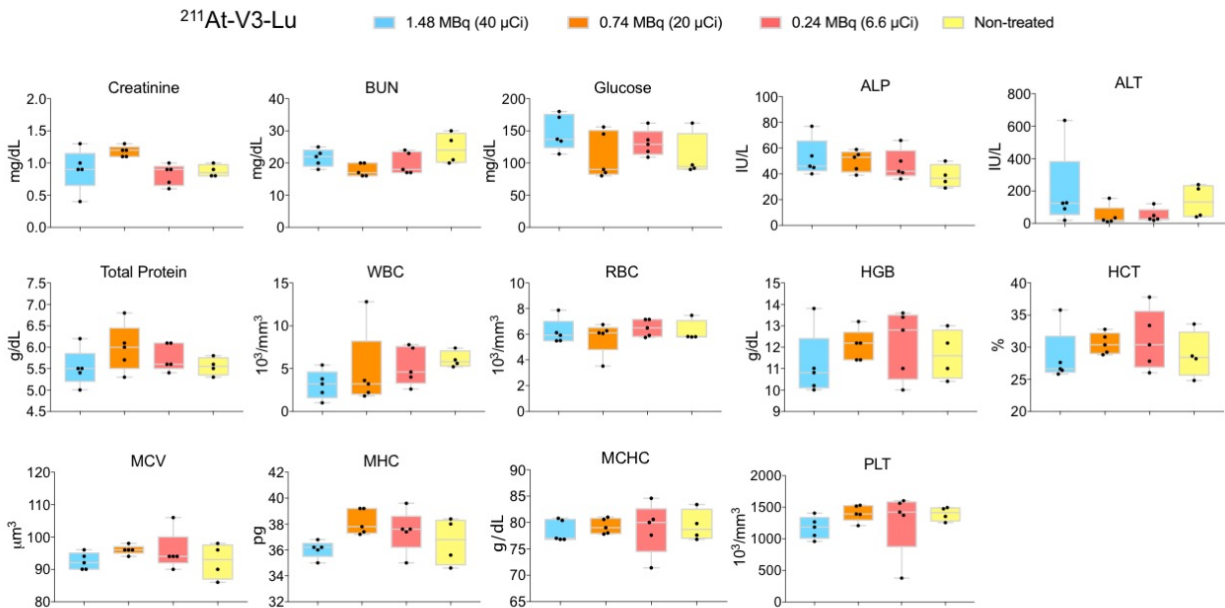 ²¹¹At-V3-Lu 1.48 MBq (40 µCi) 0.74 MBq (20 µCi) 0.24 MBq (6.6 µCi) Non-treated
Creatinine
mg/dL
2.0
1.5
1.0
0.5
0.0
BUN
mg/dL
40
30
20
10
0
Glucose
mg/dL
200
150
100
50
0
ALP
IU/L
100
80
60
40
20
0
ALT
IU/L
800
600
400
200
0
Total Protein
g/dL
7.5
7.0
6.5
6.0
5.5
5.0
4.5
WBC
10³/mm³
15
10
5
0
RBC
10³/mm³
10
8
6
4
2
0
HGB
g/dL
14
13
12
11
10
9
HCT
%
40
35
30
25
20
MCV
µm³
120
110
100
90
80
MHC
pg
42
40
38
36
34
32
MCHC
g/dL
90
85
80
75
70
65
60
PLT
10³/mm³
1500
1000
500
0